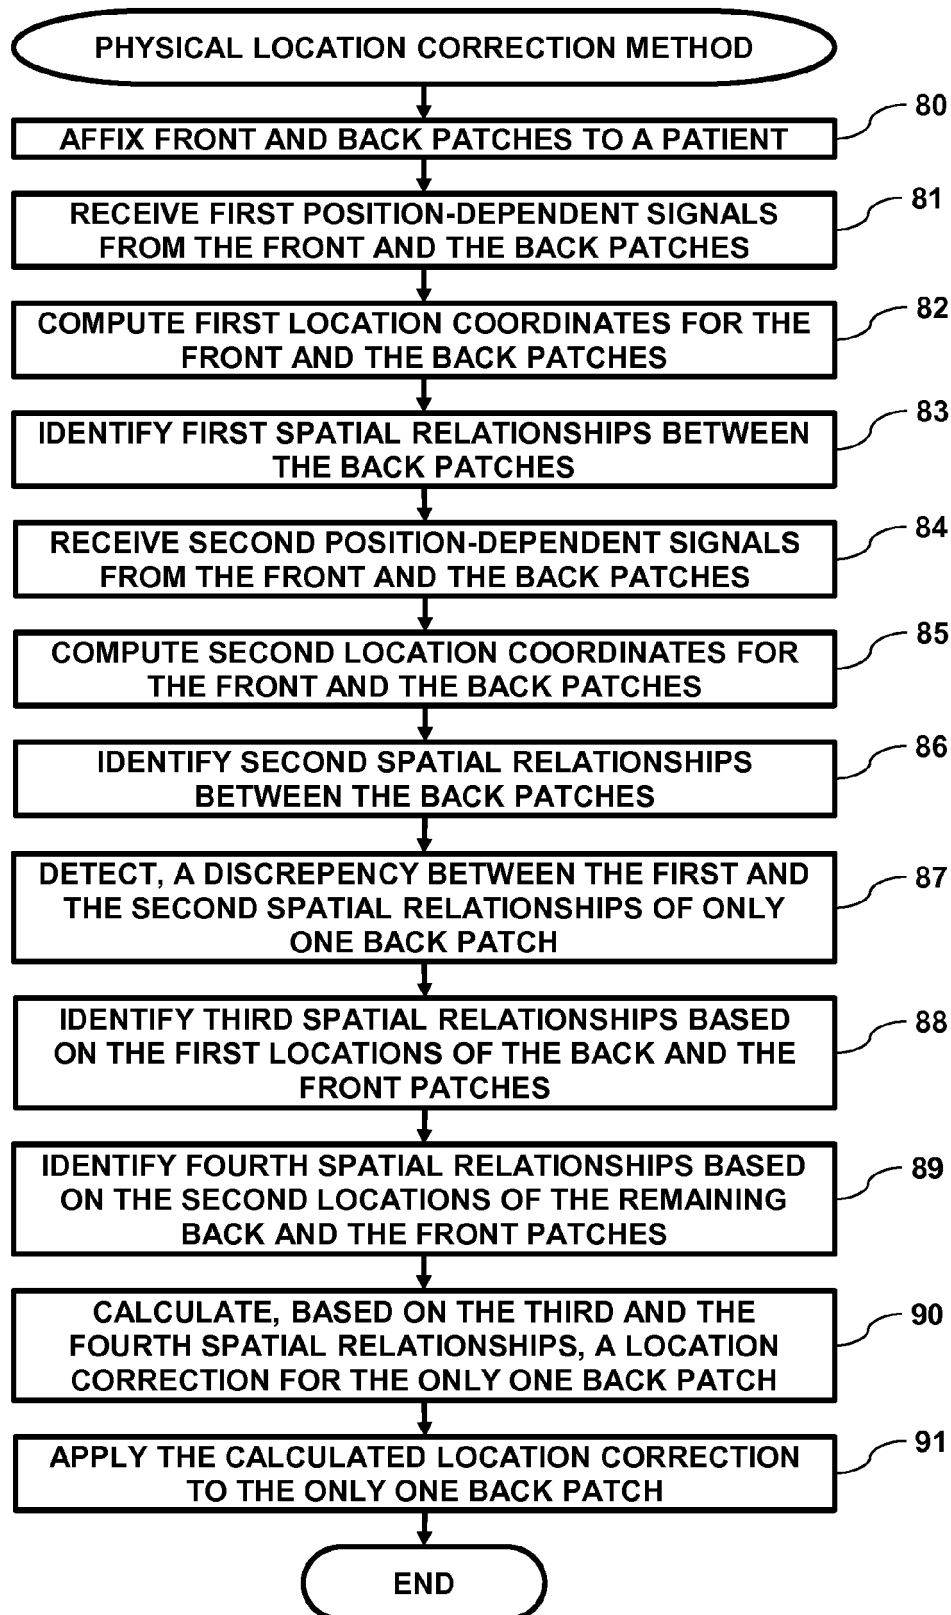 PHYSICAL LOCATION CORRECTION METHOD
80
AFFIX FRONT AND BACK PATCHES TO A PATIENT
81
RECEIVE FIRST POSITION-DEPENDENT SIGNALS
FROM THE FRONT AND THE BACK PATCHES
82
COMPUTE FIRST LOCATION COORDINATES FOR THE
FRONT AND THE BACK PATCHES
83
IDENTIFY FIRST SPATIAL RELATIONSHIPS BETWEEN
THE BACK PATCHES
84
RECEIVE SECOND POSITION-DEPENDENT SIGNALS
FROM THE FRONT AND THE BACK PATCHES
85
COMPUTE SECOND LOCATION COORDINATES FOR
THE FRONT AND THE BACK PATCHES
86
IDENTIFY SECOND SPATIAL RELATIONSHIPS
BETWEEN THE BACK PATCHES
87
DETECT, A DISCREPENCY BETWEEN THE FIRST AND
THE SECOND SPATIAL RELATIONSHIPS OF ONLY
ONE BACK PATCH
88
IDENTIFY THIRD SPATIAL RELATIONSHIPS BASED
ON THE FIRST LOCATIONS OF THE BACK AND THE
FRONT PATCHES
89
IDENTIFY FOURTH SPATIAL RELATIONSHIPS BASED
ON THE SECOND LOCATIONS OF THE REMAINING
BACK AND THE FRONT PATCHES
90
CALCULATE, BASED ON THE THIRD AND THE
FOURTH SPATIAL RELATIONSHIPS, A LOCATION
CORRECTION FOR THE ONLY ONE BACK PATCH
91
APPLY THE CALCULATED LOCATION CORRECTION
TO THE ONLY ONE BACK PATCH
END